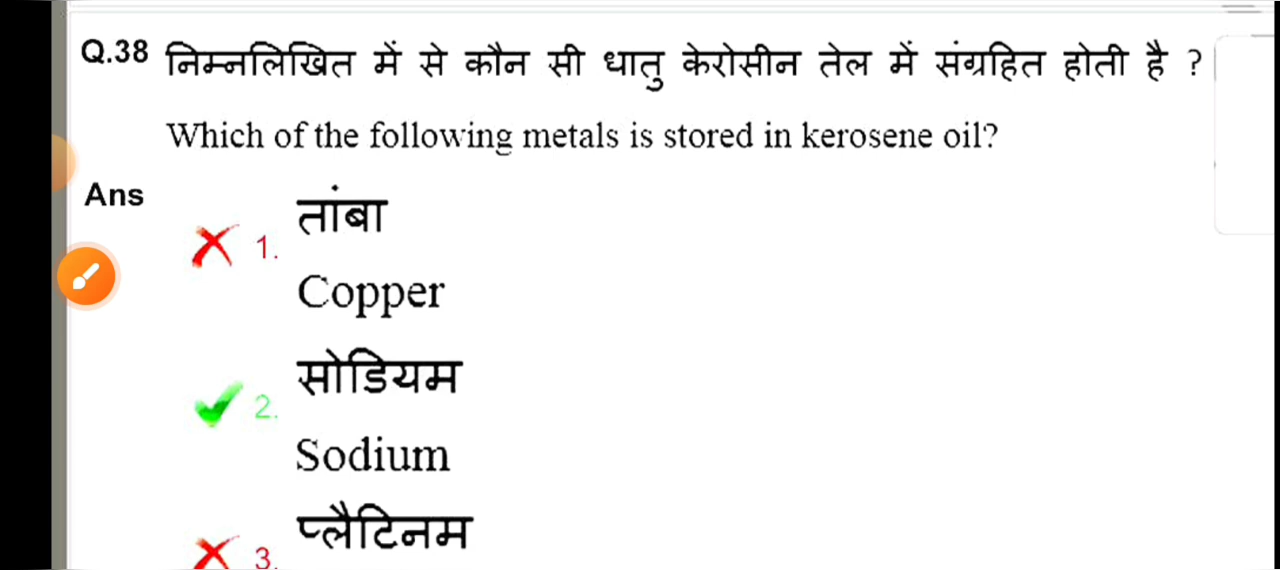 Q.38 निम्नलिखित में से कौन सी धातु केरोसीन तेल में संग्रहित होती है ?
Which of the following metals is stored in kerosene oil?
Ans
तांबा
1.
Copper
सोडियम
2.
Sodium
प्लैटिनम
3.